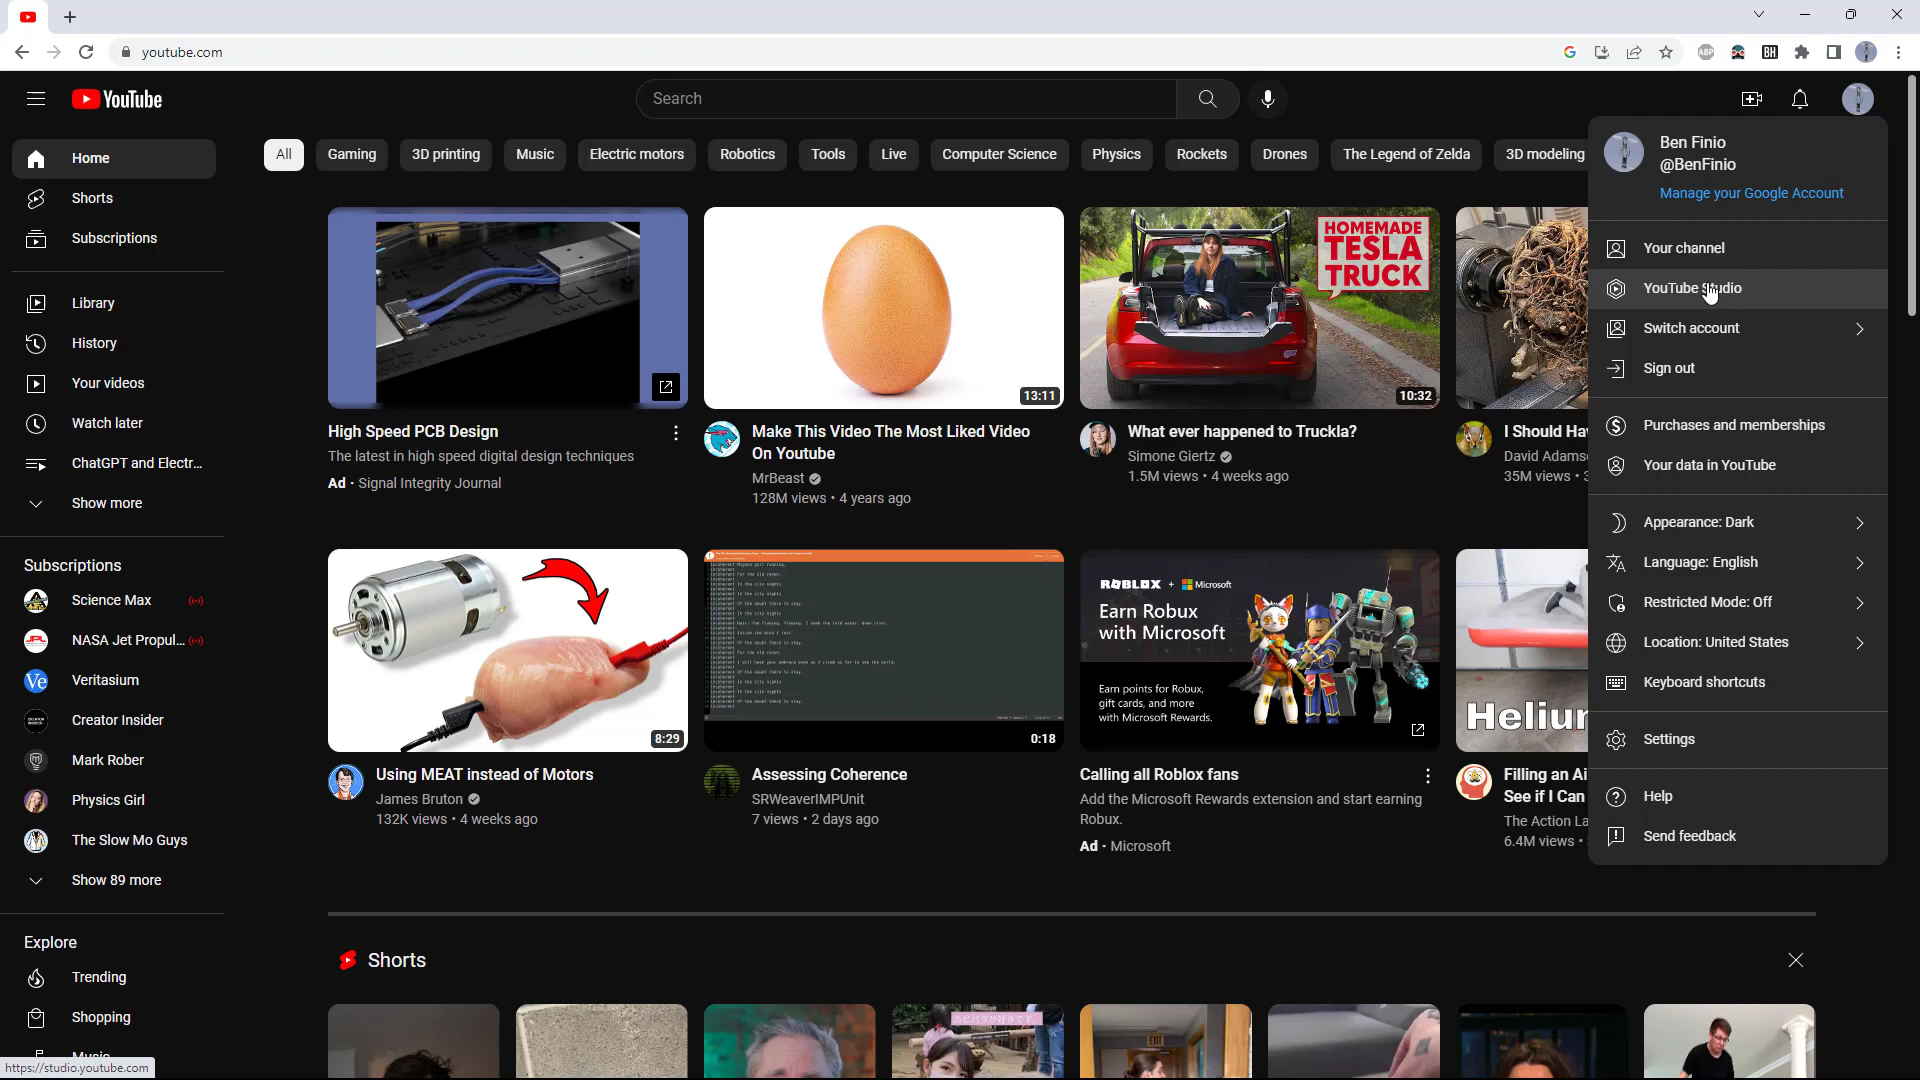 youtube.com
ABP
BH
YouTube
Search
Home
Shorts
Subscriptions
Library
History
Your videos
Watch later
ChatGPT and Electr...
Show more
Subscriptions
Science Max
NASA Jet Propul...
Veritasium
Creator Insider
Mark Rober
Physics Girl
The Slow Mo Guys
Show 89 more
Explore
Trending
Shopping
Music
https://studio.youtube.com
All
Gaming
3D printing
Music
Electric motors
Robotics
Tools
Live
Computer Science
Physics
Rockets
Drones
The Legend of Zelda
3D modeling
High Speed PCB Design
The latest in high speed digital design techniques
Ad • Signal Integrity Journal
13:11
Make This Video The Most Liked Video
On Youtube
MrBeast
128M views • 4 years ago
HOMEMADE
TESLA
TRUCK
10:32
What ever happened to Truckla?
Simone Giertz
1.5M views • 4 weeks ago
I Should Ha
David Adams
35M views •
8:29
Using MEAT instead of Motors
James Bruton
132K views • 4 weeks ago
0:18
Assessing Coherence
SRWeaverIMPUnit
7 views • 2 days ago
ROBLOX + Microsoft
Earn Robux
with Microsoft
Earn points for Robux,
gift cards, and more
with Microsoft Rewards.
Calling all Roblox fans
Add the Microsoft Rewards extension and start earning
Robux.
Ad • Microsoft
Heliu
Filling an Ai
See if I Can
The Action La
6.4M views •
Shorts
EXIT
Ben Finio
@BenFinio
Manage your Google Account
Your channel
YouTube Studio
Switch account
Sign out
Purchases and memberships
Your data in YouTube
Appearance: Dark
Language: English
Restricted Mode: Off
Location: United States
Keyboard shortcuts
Settings
Help
Send feedback